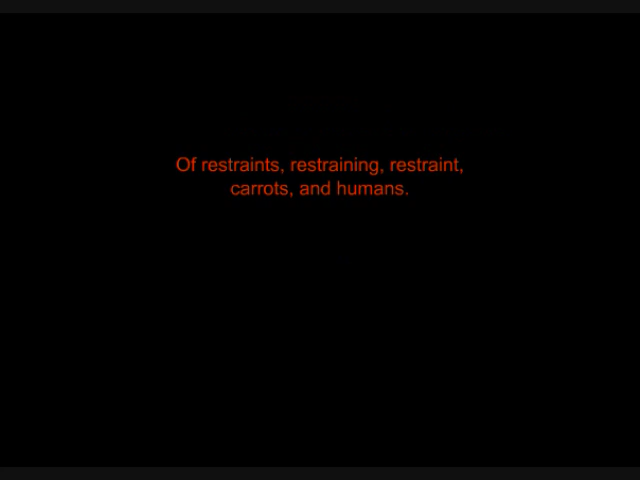 Of restraints, restraining, restraint,
carrots, and humans.